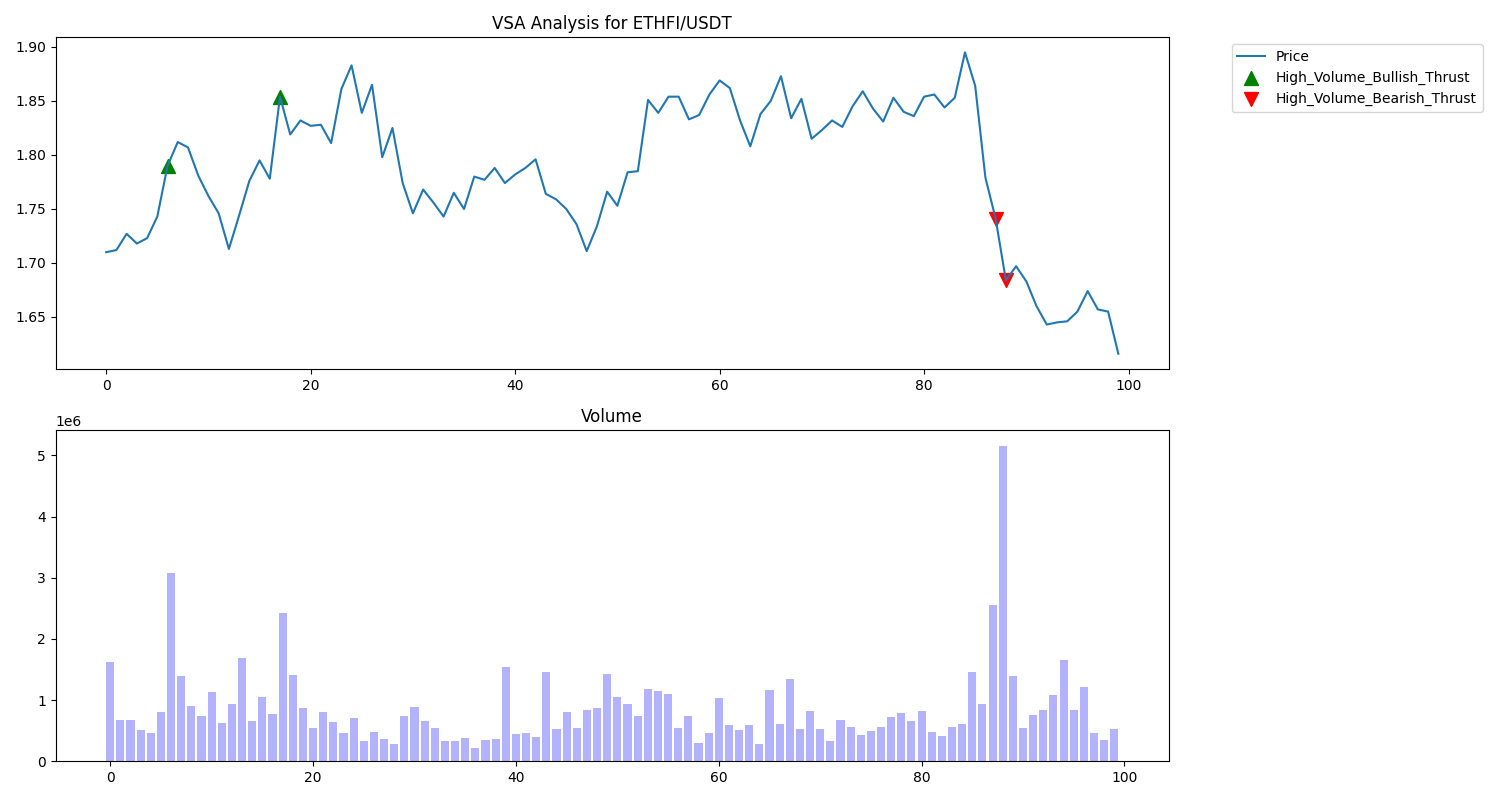 VSA Analysis for ETHFI/USDT
1.90
1.85
1.80
1.75
1.70
1.65
0 20 40 60 80 100
Price
High_Volume_Bullish_Thrust
High_Volume_Bearish_Thrust
Volume
1e6
5
4
3
2
1
0
0 20 40 60 80 100